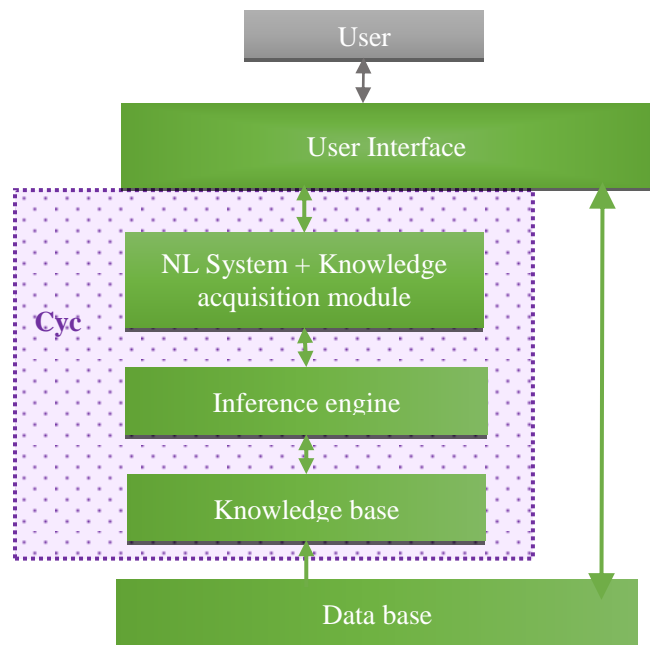 User
User Interface
NL System + Knowledge
acquisition module
Cyc
Inference engine
Knowledge base
Data base